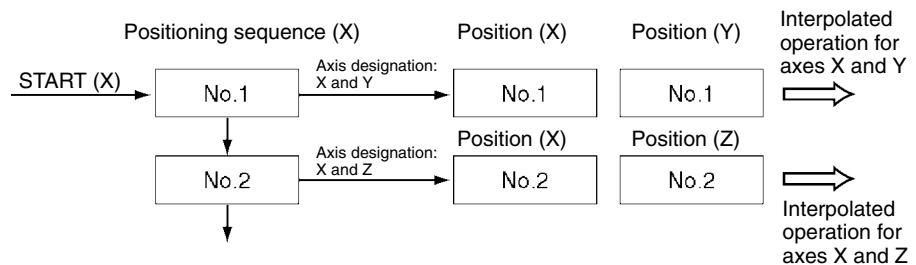 Positioning sequence (X)
Position (X)
Position (Y)
Interpolated
operation for
axes X and Y
START (X)
No.1
Axis designation:
X and Y
No.1
No.1
Position (X)
Position (Z)
No.2
Axis designation:
X and Z
No.2
No.2
Interpolated
operation for
axes X and Z